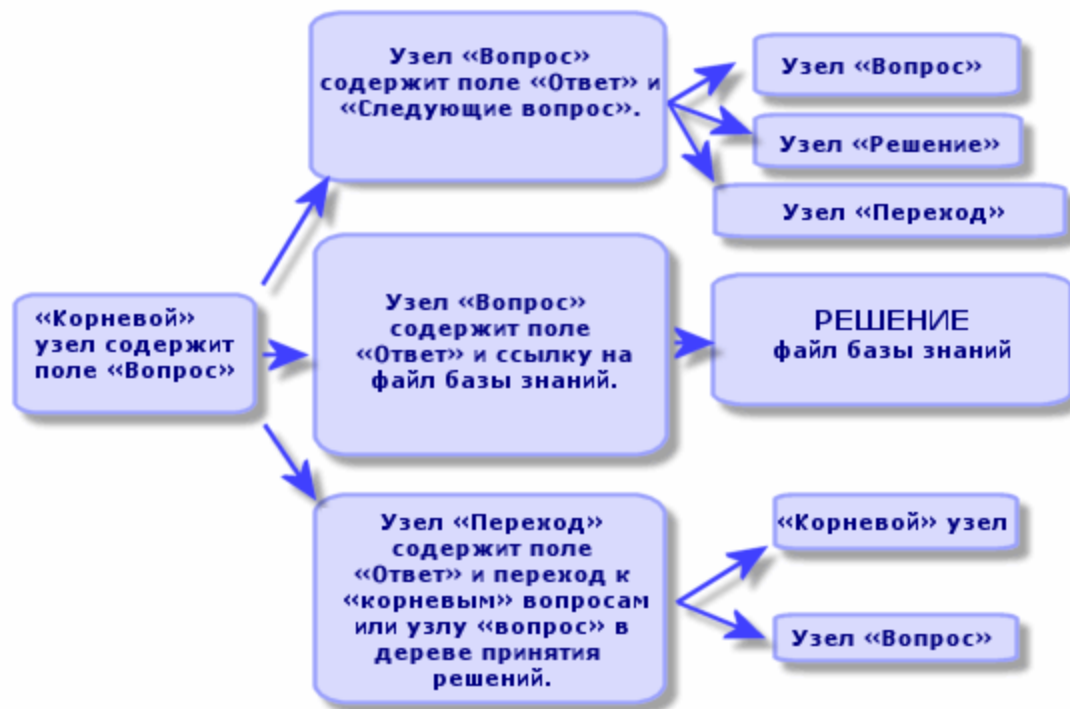 «Корневой»
узел содержит
поле «Вопрос»
Узел «Вопрос»
содержит поле «Ответ» и
«Следующие вопрос».
Узел «Вопрос»
Узел «Решение»
Узел «Переход»
Узел «Вопрос»
содержит поле
«Ответ» и ссылку на
файл базы знаний.
РЕШЕНИЕ
файл базы знаний
Узел «Переход»
содержит поле
«Ответ» и переход к
«корневым» вопросам
или узлу «вопрос» в
дереве принятия
решений.
«Корневой» узел
Узел «Вопрос»